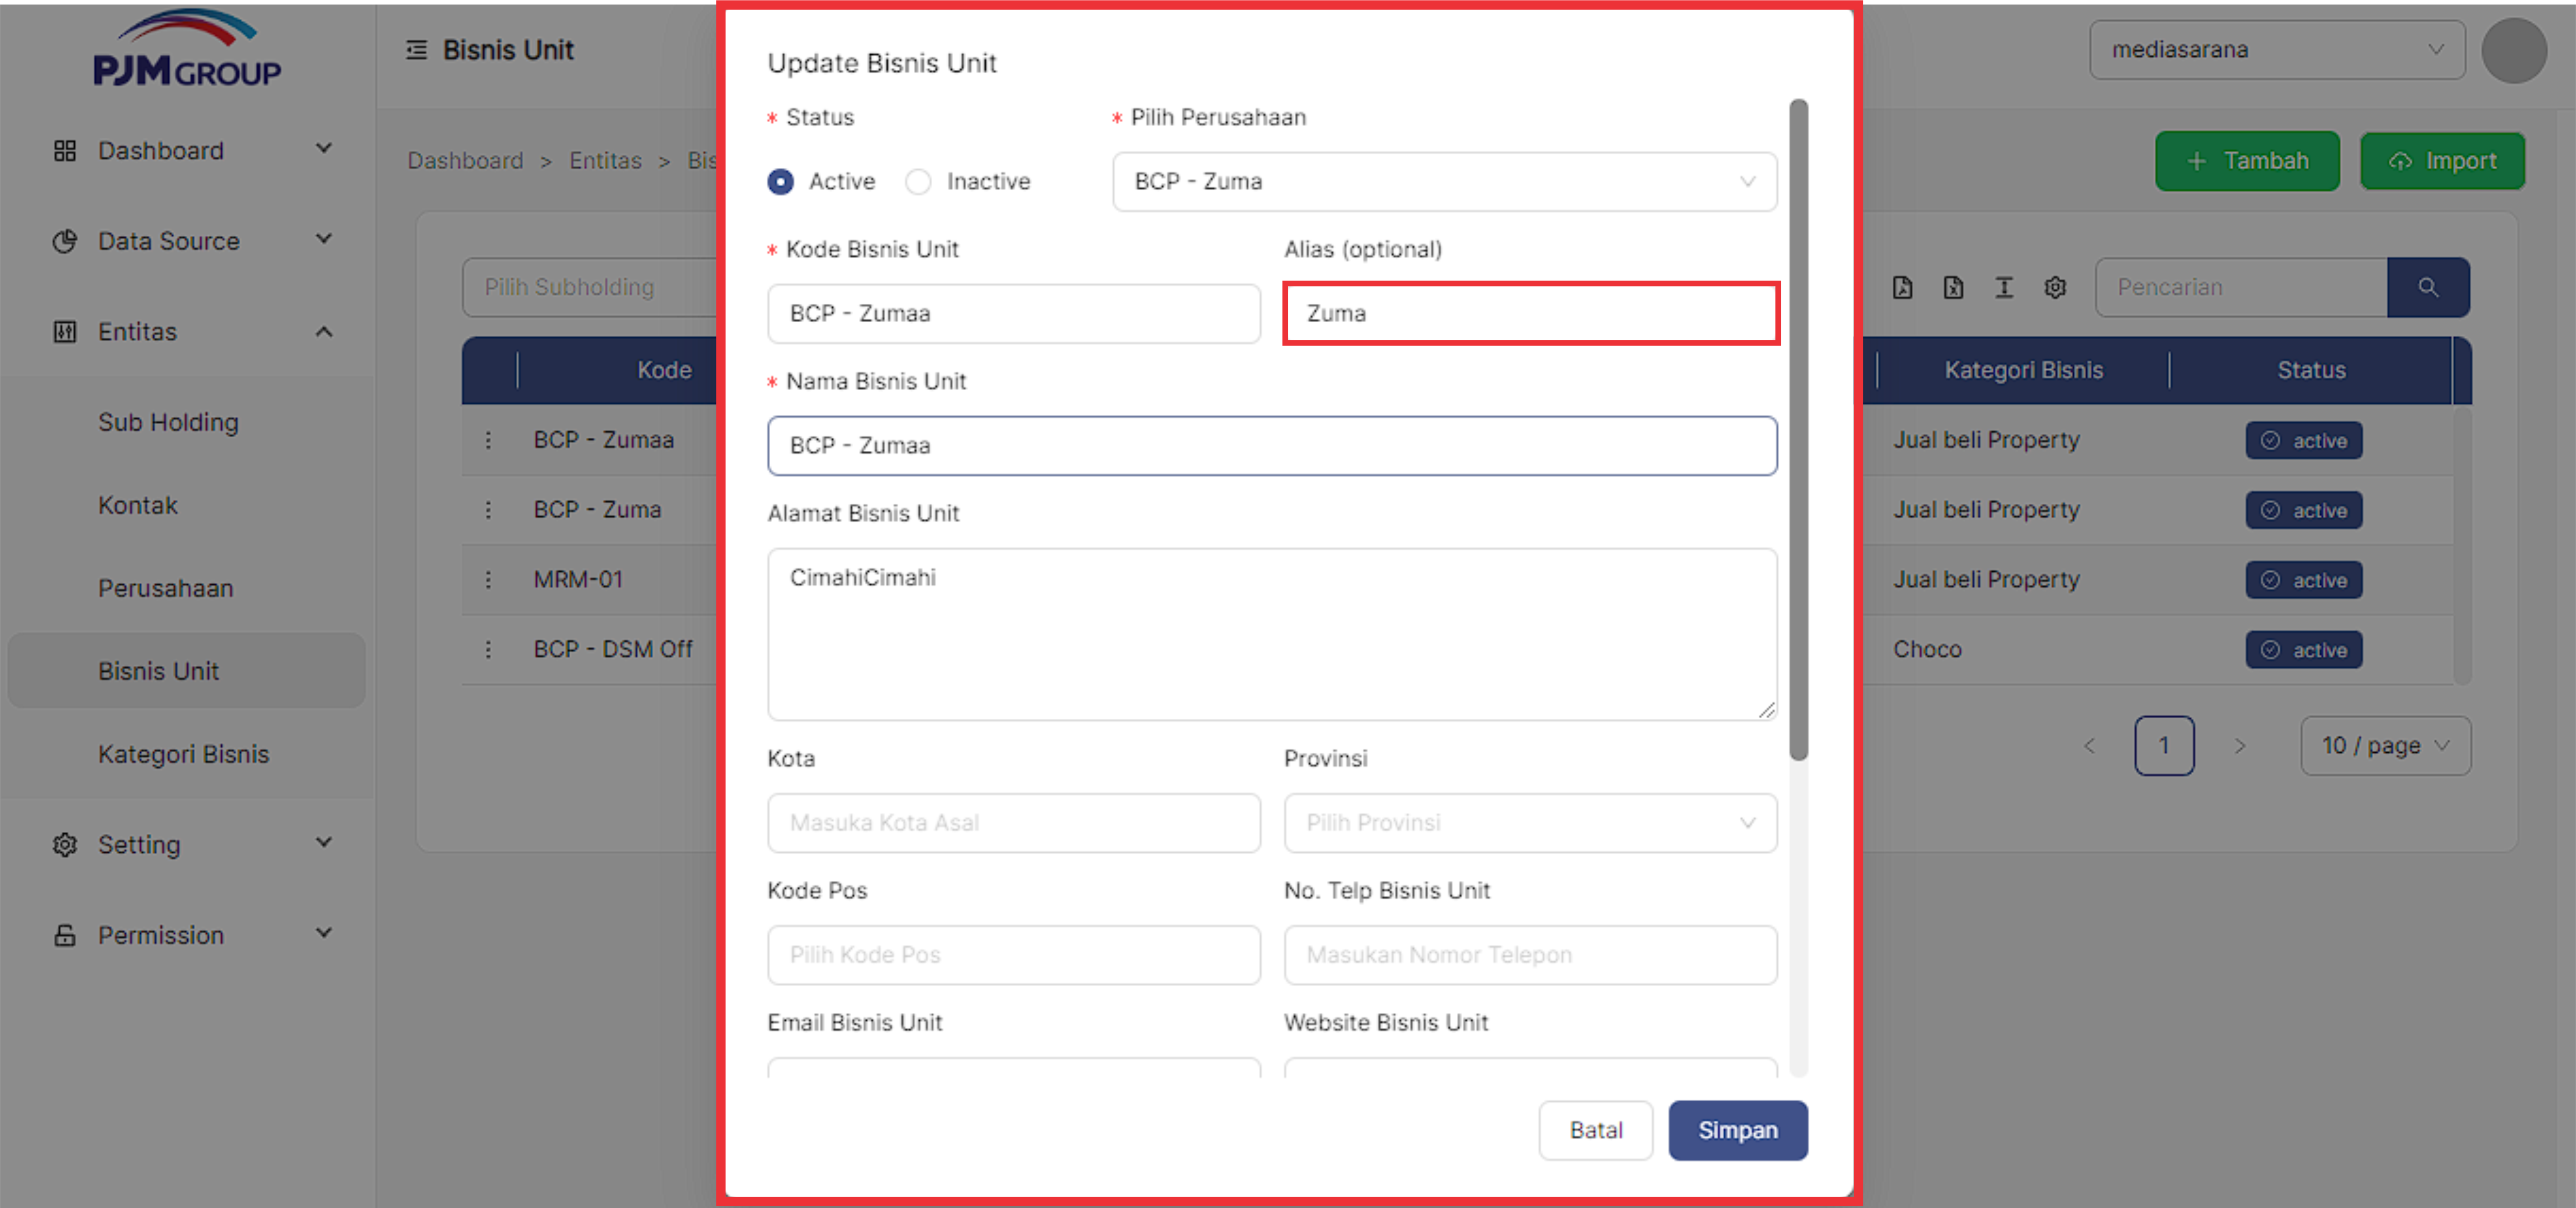 PJM GROUP
Bisnis Unit
mediasarana
Dashboard
Data Source
Entitas
Sub Holding
Kontak
Perusahaan
Bisnis Unit
Kategori Bisnis
Setting
Permission
Dashboard > Entitas > Bis
+ Tambah
Import
Pilih Subholding
Pencarian
Kode
Kategori Bisnis
Status
BCP - Zumaa
Jual beli Property
active
BCP - Zuma
Jual beli Property
active
MRM-01
Jual beli Property
active
BCP - DSM Off
Choco
active
< 1 >
10 / page
Update Bisnis Unit
* Status
* Pilih Perusahaan
Active
Inactive
BCP - Zuma
* Kode Bisnis Unit
Alias (optional)
BCP - Zumaa
Zuma
* Nama Bisnis Unit
BCP - Zumaa
Alamat Bisnis Unit
CimahiCimahi
Kota
Provinsi
Masuka Kota Asal
Pilih Provinsi
Kode Pos
No. Telp Bisnis Unit
Pilih Kode Pos
Masukan Nomor Telepon
Email Bisnis Unit
Website Bisnis Unit
Batal
Simpan